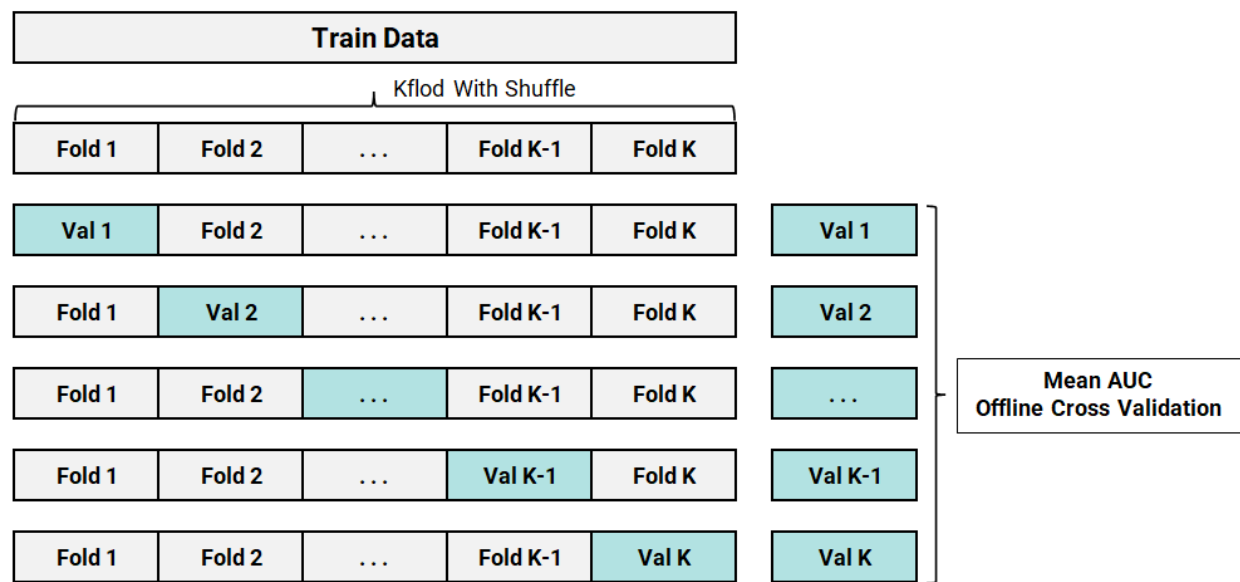 Train Data
Kflod With Shuffle
Fold 1 Fold 2 ... Fold K-1 Fold K
Val 1 Fold 2 ... Fold K-1 Fold K Val 1
Fold 1 Val 2 ... Fold K-1 Fold K Val 2
Fold 1 Fold 2 ... Fold K-1 Fold K ...
Mean AUC
Offline Cross Validation
Fold 1 Fold 2 ... Val K-1 Fold K Val K-1
Fold 1 Fold 2 ... Fold K-1 Val K Val K